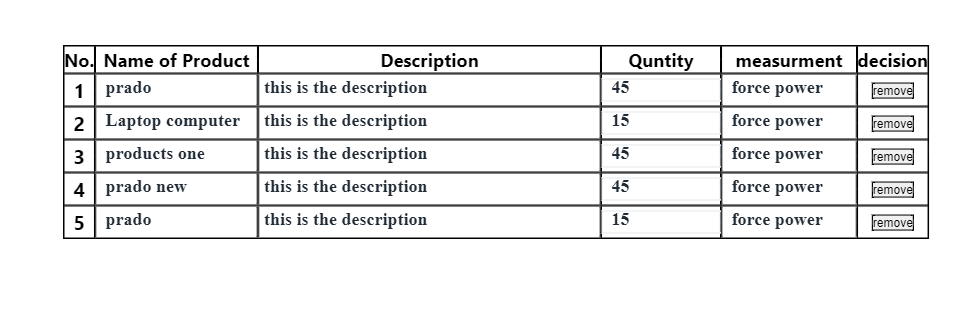 No. Name of Product Description Quntity measurment decision
1 prado this is the description 45 force power remove
2 Laptop computer this is the description 15 force power remove
3 products one this is the description 45 force power remove
4 prado new this is the description 45 force power remove
5 prado this is the description 15 force power remove